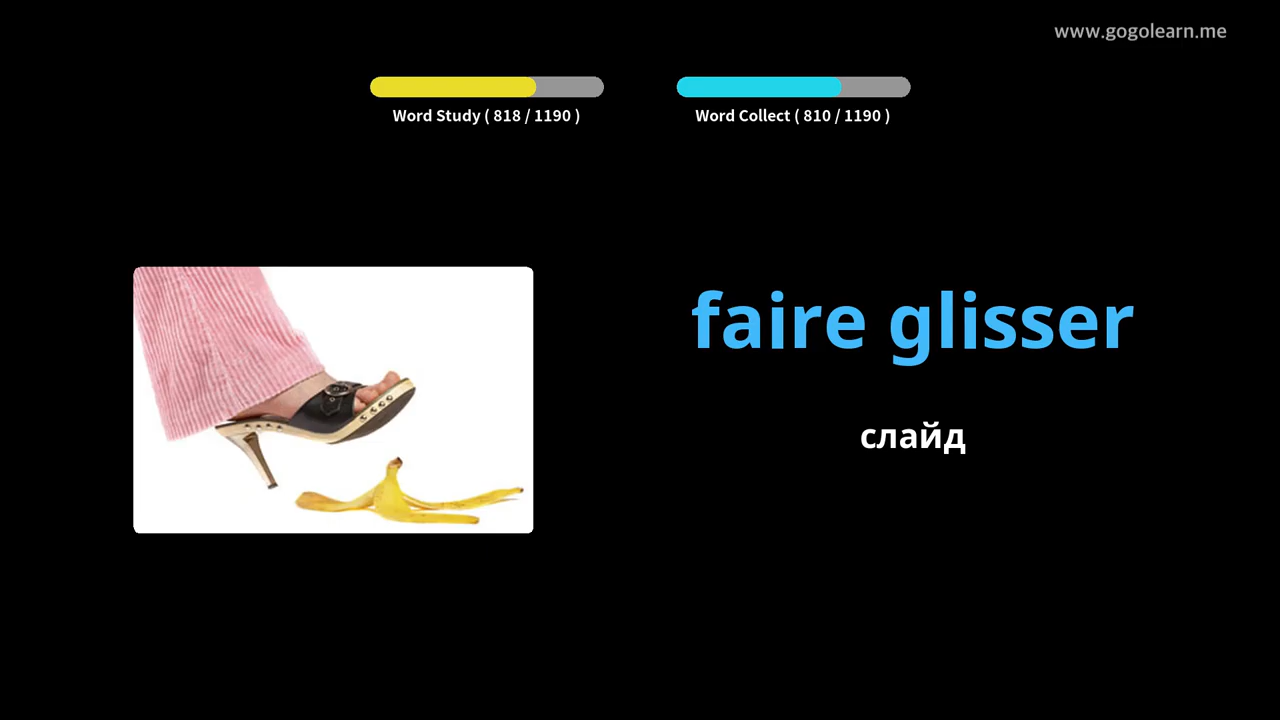 www.gogolearn.me
Word Study ( 818 / 1190 )
Word Collect ( 810 / 1190 )
faire glisser
слайд